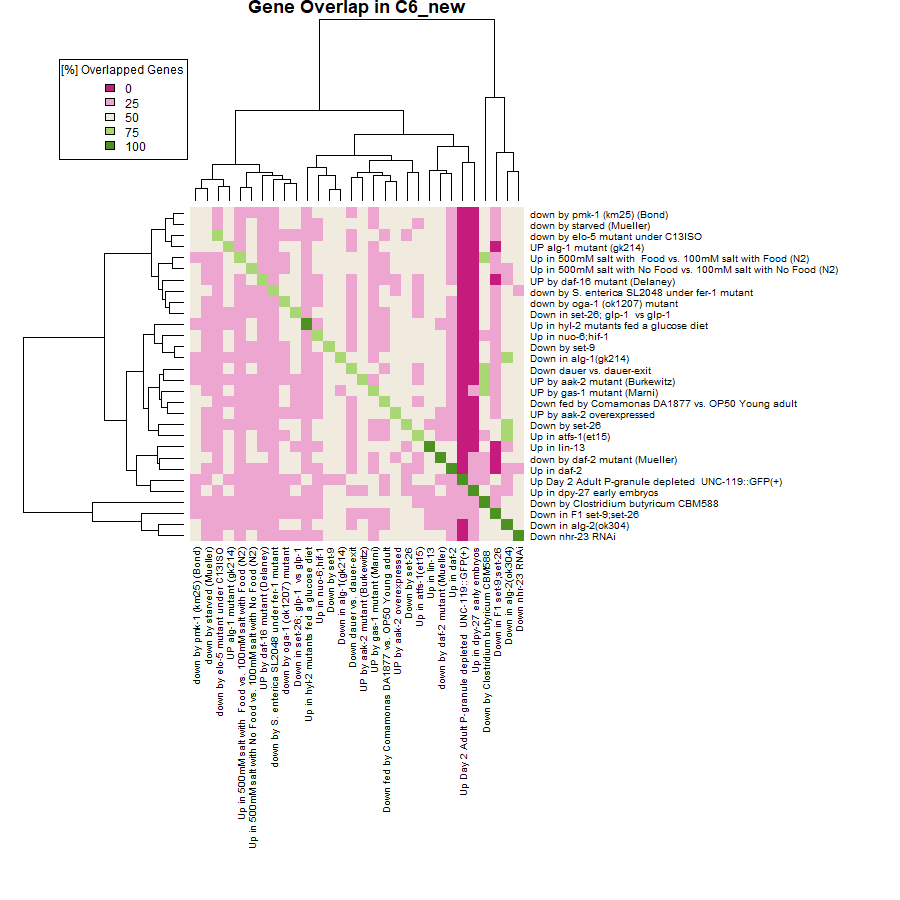 Gene Overlap in C6_new
[%] Overlapped Genes
0
25
50
75
100
down by pmk-1 (km25) (Bond)
down by starved (Mueller)
down by elo-5 mutant under C13ISO
UP alg-1 mutant (gk214)
Up in 500mM salt with  Food vs. 100mM salt with Food (N2)
Up in 500mM salt with No Food vs. 100mM salt with No Food (N2)
UP by daf-16 mutant (Delaney)
down by S. enterica SL2048 under fer-1 mutant
down by oga-1 (ok1207) mutant
Down in set-26; glp-1  vs glp-1
Up in hyl-2 mutants fed a glucose diet
Up in nuo-6;hif-1
Down by set-9
Down in alg-1(gk214)
Down dauer vs. dauer-exit
UP by aak-2 mutant (Burkewitz)
UP by gas-1 mutant (Marni)
Down fed by Comamonas DA1877 vs. OP50 Young adult
UP by aak-2 overexpressed
Down by set-26
Up in atfs-1(et15)
Up in lin-13
down by daf-2 mutant (Mueller)
Up in daf-2
Up Day 2 Adult P-granule depleted  UNC-119::GFP(+)
Up in dpy-27 early embryos
Down by Clostridium butyricum CBM588
Down in F1 set-9;set-26
Down in alg-2(ok304)
Down nhr-23 RNAi
down by pmk-1 (km25) (Bond)
down by starved (Mueller)
down by elo-5 mutant under C13ISO
UP alg-1 mutant (gk214)
Up in 500mM salt with  Food vs. 100mM salt with Food (N2)
Up in 500mM salt with No Food vs. 100mM salt with No Food (N2)
UP by daf-16 mutant (Delaney)
down by S. enterica SL2048 under fer-1 mutant
down by oga-1 (ok1207) mutant
Down in set-26; glp-1  vs glp-1
Up in hyl-2 mutants fed a glucose diet
Up in nuo-6;hif-1
Down by set-9
Down in alg-1(gk214)
Down dauer vs. dauer-exit
UP by aak-2 mutant (Burkewitz)
UP by gas-1 mutant (Marni)
Down fed by Comamonas DA1877 vs. OP50 Young adult
UP by aak-2 overexpressed
Down by set-26
Up in atfs-1(et15)
Up in lin-13
down by daf-2 mutant (Mueller)
Up in daf-2
Up Day 2 Adult P-granule depleted  UNC-119::GFP(+)
Up in dpy-27 early embryos
Down by Clostridium butyricum CBM588
Down in F1 set-9;set-26
Down in alg-2(ok304)
Down nhr-23 RNAi